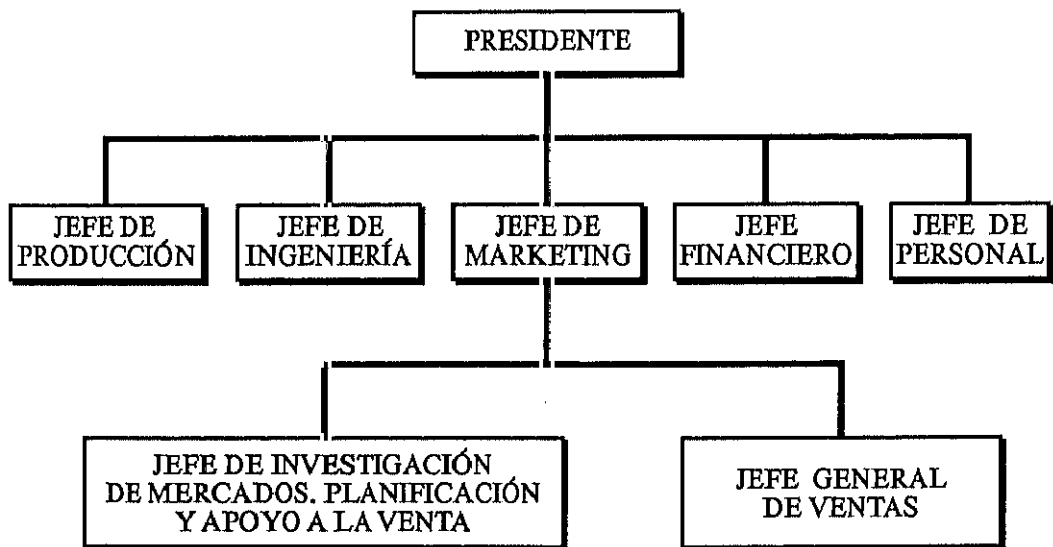 PRESIDENTE
JEFE DE
PRODUCCIÓN
JEFE DE
INGENIERÍA
JEFE DE
MARKETING
JEFE
FINANCIERO
JEFE DE
PERSONAL
JEFE DE INVESTIGACIÓN
DE MERCADOS. PLANIFICACIÓN
Y APOYO A LA VENTA
JEFE GENERAL
DE VENTAS